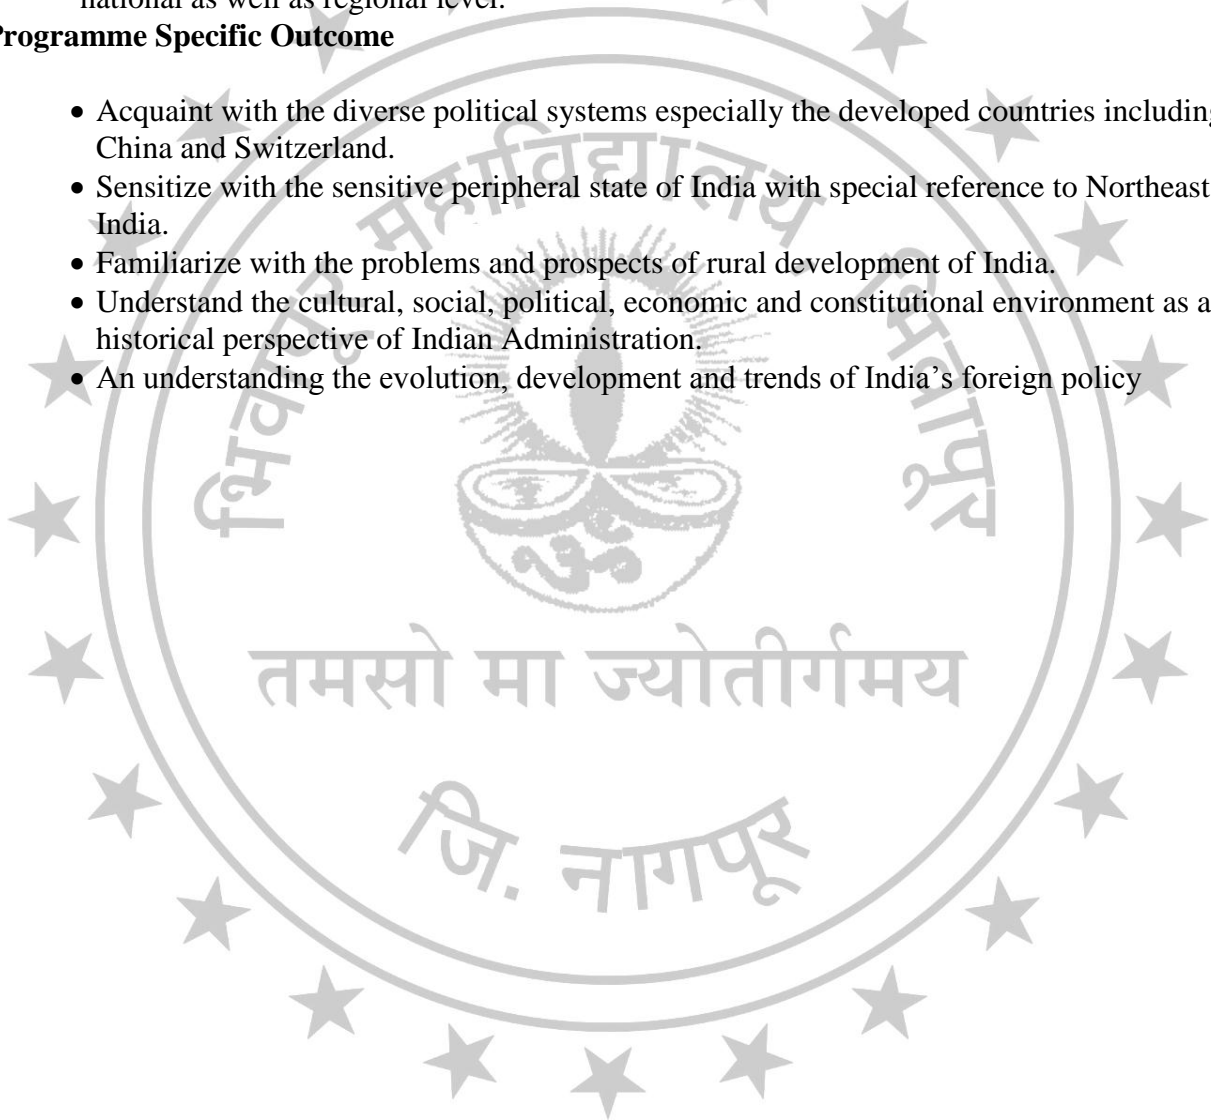 national as well as regional level.
Programme Specific Outcome
• Acquaint with the diverse political systems especially the developed countries including
China and Switzerland.
• Sensitize with the sensitive peripheral state of India with special reference to Northeast
India.
• Familiarize with the problems and prospects of rural development of India.
• Understand the cultural, social, political, economic and constitutional environment as a
historical perspective of Indian Administration.
• An understanding the evolution, development and trends of India’s foreign policy
भिवापूर महाविद्यालय भिवापूर
ॐ
तमसो मा ज्योतीर्गमय
जि. नागपूर